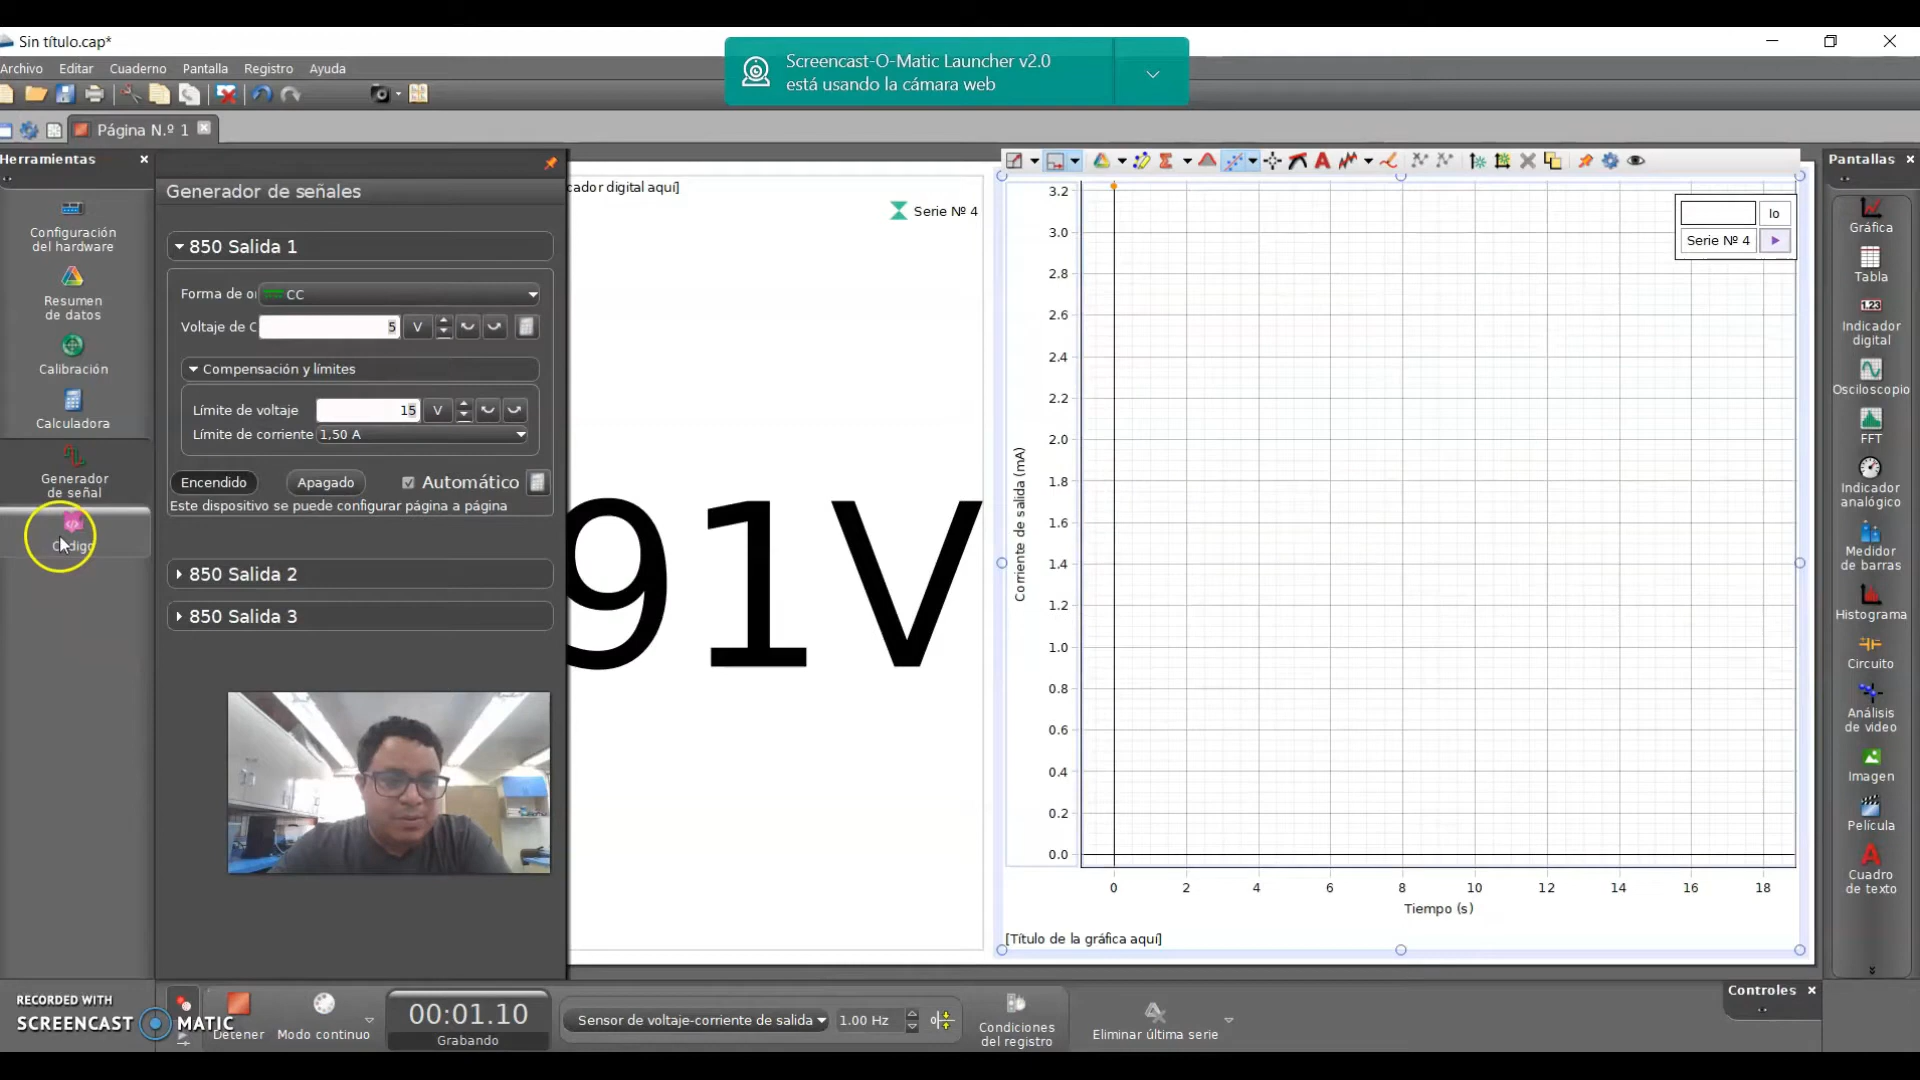 Sin título.cap*
Screencast-O-Matic Launcher v2.0
está usando la cámara web
Archivo Editar Cuaderno Pantalla Registro Ayuda
Página N.º 1
Herramientas
Configuración
del hardware
Resumen
de datos
Calibración
Calculadora
Generador
de señal
Código
Generador de señales
850 Salida 1
Forma de o
CC
Voltaje de C
5
V
Compensación y límites
Límite de voltaje
15
V
Límite de corriente
1,50 A
Encendido
Apagado
Automático
Este dispositivo se puede configurar página a página
850 Salida 2
850 Salida 3
cador digital aquí]
Serie Nº 4
91V
Io
Serie Nº 4
3.2
3.0
2.8
2.6
2.4
2.2
2.0
1.8
1.6
1.4
1.2
1.0
0.8
0.6
0.4
0.2
0.0
Corriente de salida (mA)
0 2 4 6 8 10 12 14 16 18
Tiempo (s)
[Título de la gráfica aquí]
Pantallas
Gráfica
Tabla
1.23
Indicador
digital
Osciloscopio
FFT
Indicador
analógico
Medidor
de barras
Histograma
Circuito
Análisis
de video
Imagen
Película
Cuadro
de texto
Controles
RECORDED WITH
SCREENCAST MATIC
Detener
Modo continuo
00:01.10
Grabando
Sensor de voltaje-corriente de salida
1.00 Hz
Condiciones
del registro
Eliminar última serie